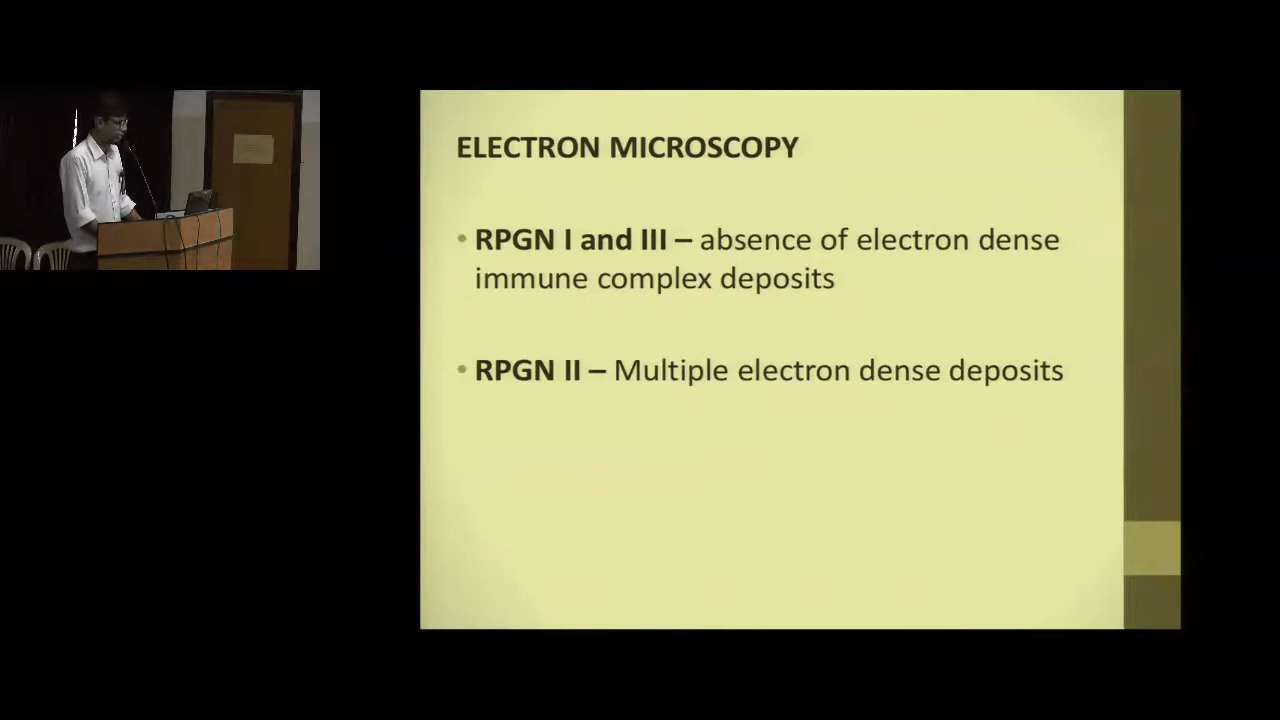 ELECTRON MICROSCOPY
• RPGN I and III – absence of electron dense
immune complex deposits
• RPGN II – Multiple electron dense deposits